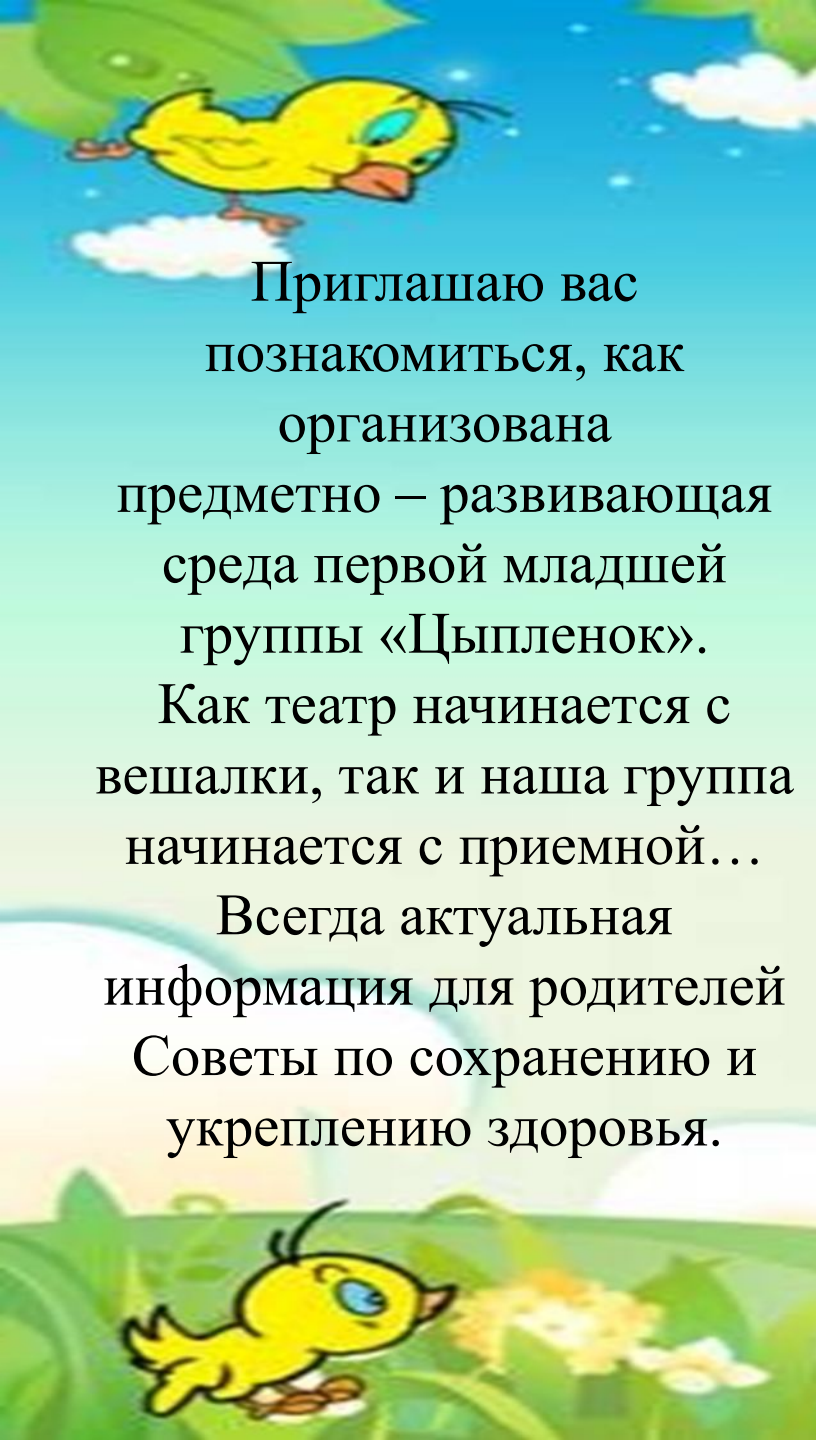 Приглашаю вас
познакомиться, как
организована
предметно – развивающая
среда первой младшей
группы «Цыпленок».
Как театр начинается с
вешалки, так и наша группа
начинается с приемной…
Всегда актуальная
информация для родителей
Советы по сохранению и
укреплению здоровья.